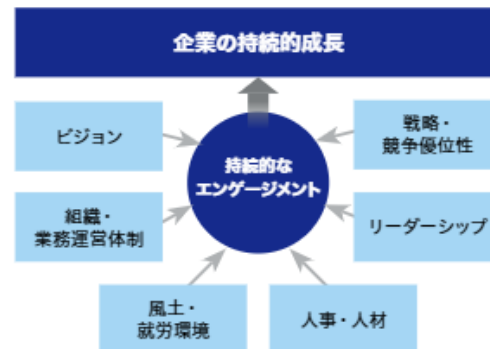 企業の持続的成長
ビジョン
戦略・
競争優位性
持続的な
エンゲージメント
組織・
業務運営体制
リーダーシップ
風土・
就労環境
人事・人材